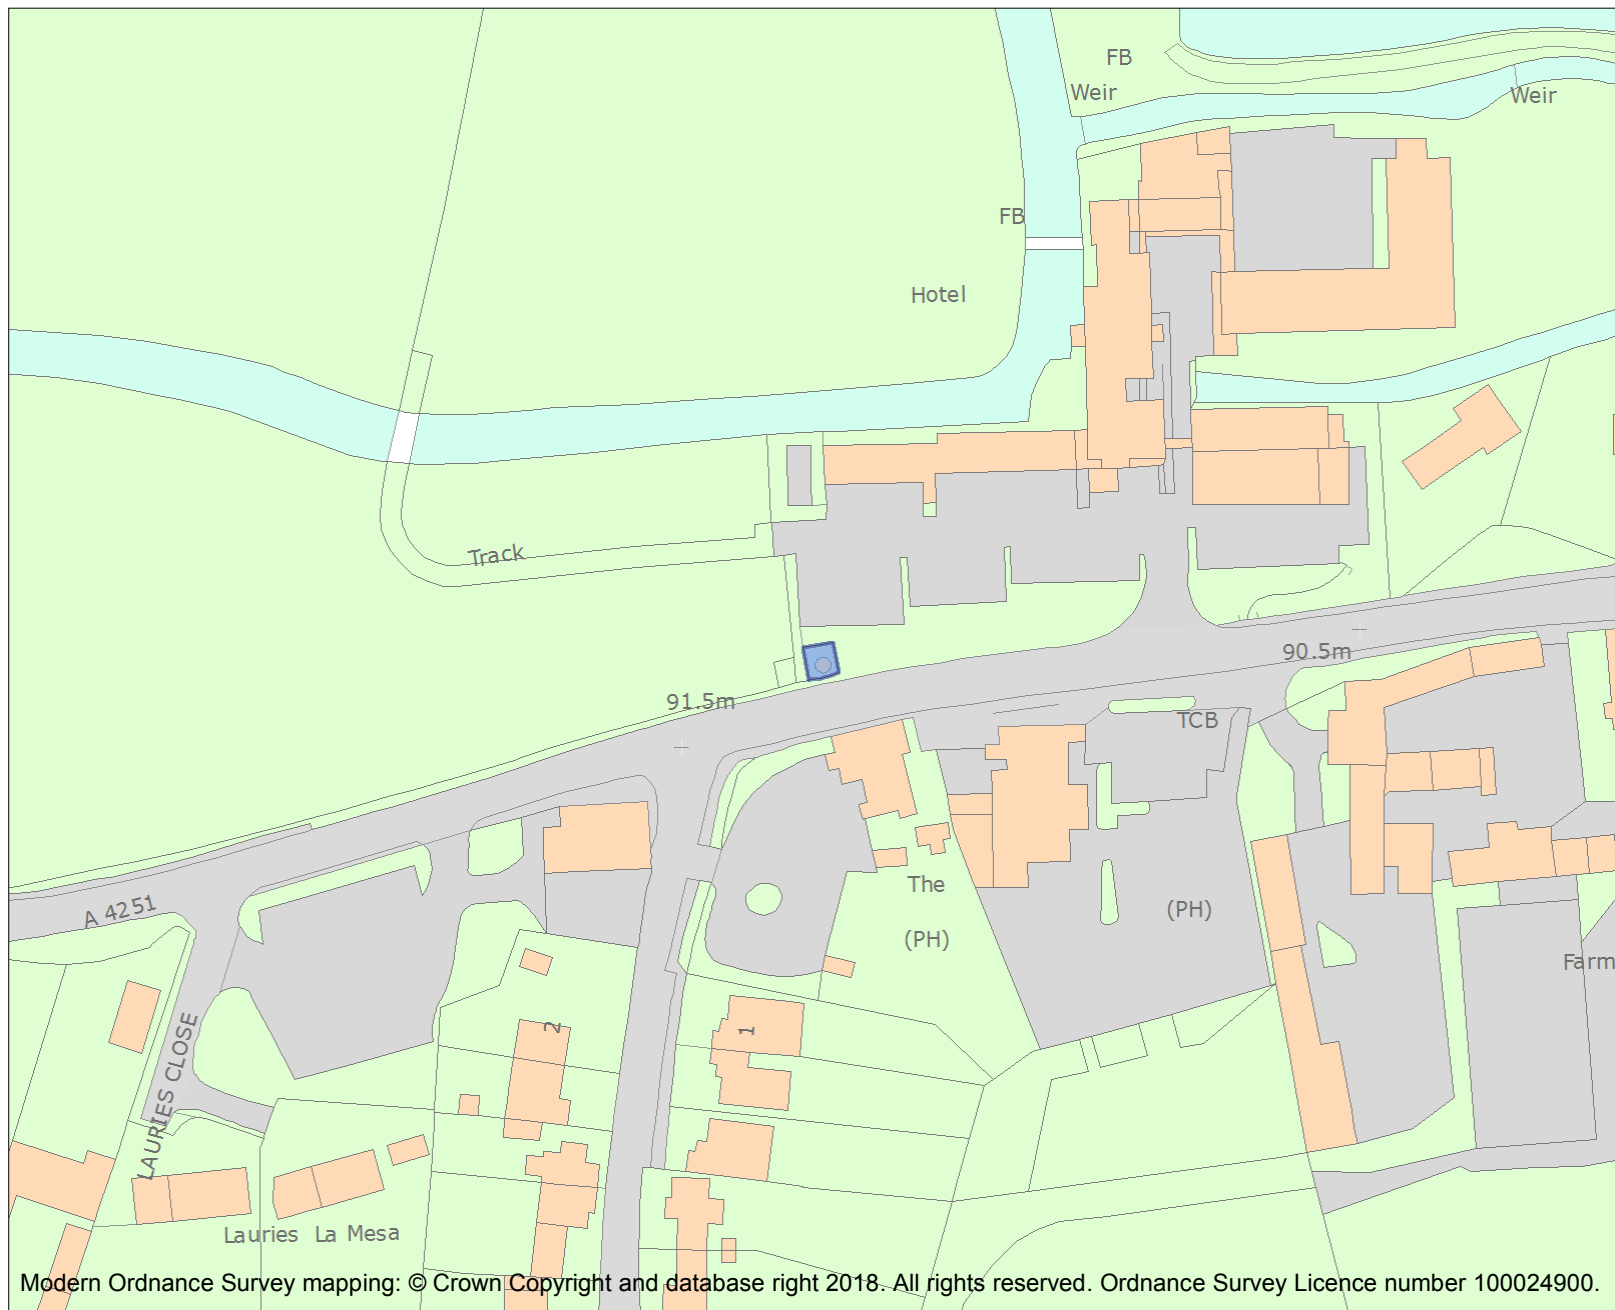 FB
Weir
Weir
FB
Hotel
Track
90.5m
91.5m
TCB
The
(PH)
(PH)
A 4251
Farm
LAURIES CLOSE
2
1
Lauries La Mesa
Modern Ordnance Survey mapping: © Crown Copyright and database right 2018. All rights reserved. Ordnance Survey Licence number 100024900.